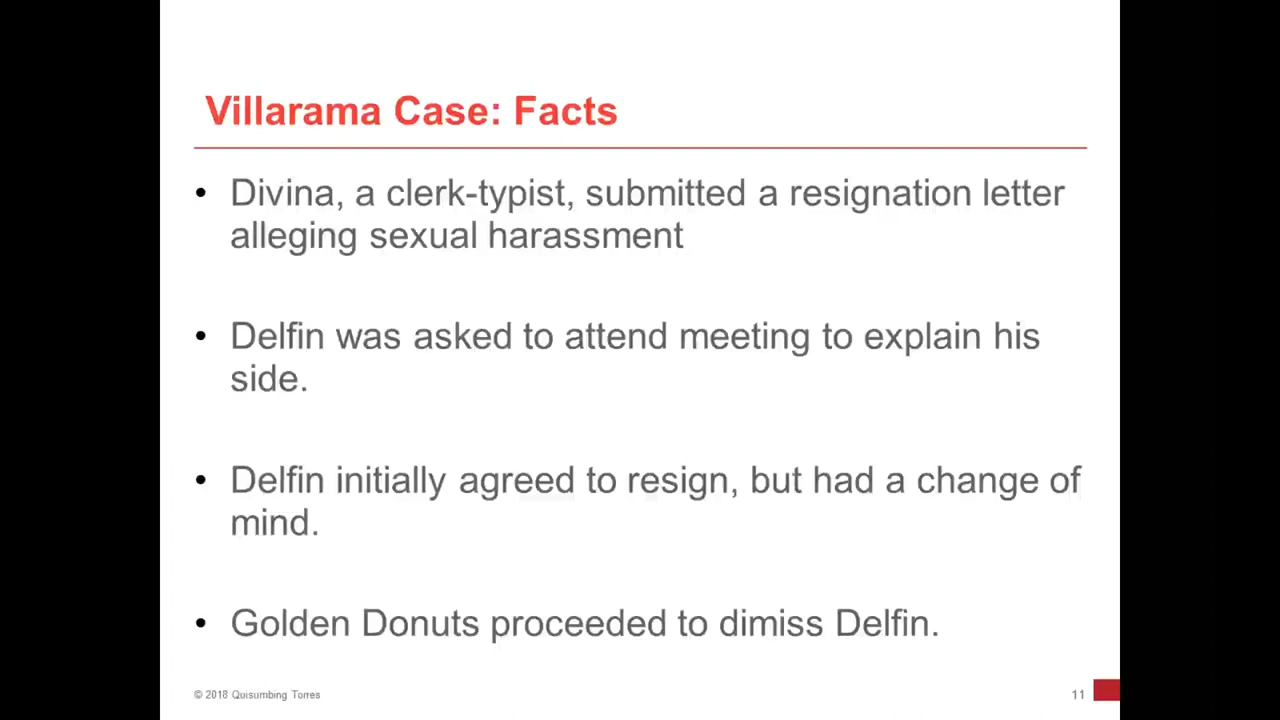 Villarama Case: Facts
• Divina, a clerk-typist, submitted a resignation letter
alleging sexual harassment
• Delfin was asked to attend meeting to explain his
side.
• Delfin initially agreed to resign, but had a change of
mind.
• Golden Donuts proceeded to dimiss Delfin.
© 2018 Quisumbing Torres
11